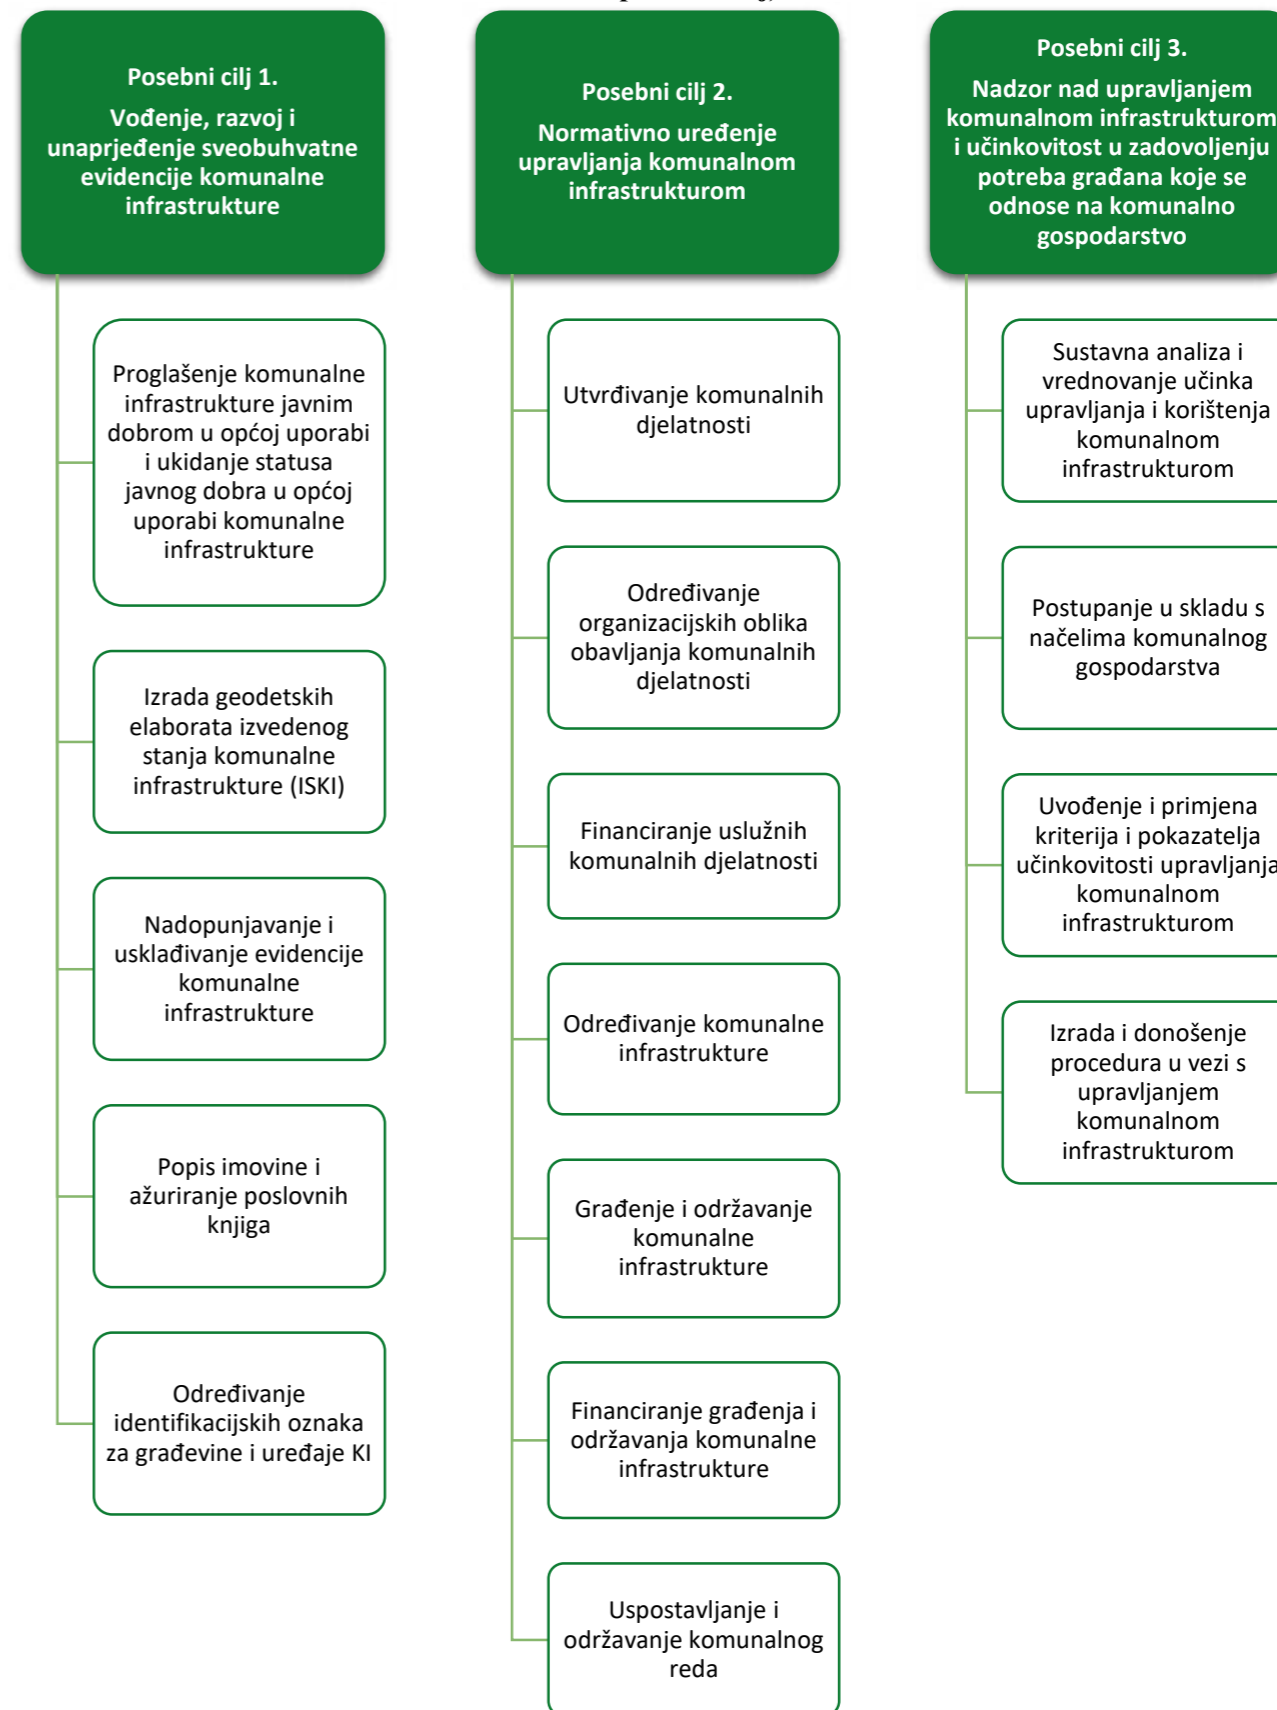 Posebni cilj 1.
Vođenje, razvoj i
unaprjeđenje sveobuhvatne
evidencije komunalne
infrastrukture
Proglašenje komunalne
infrastrukture javnim
dobrom u općoj uporabi
i ukidanje statusa
javnog dobra u općoj
uporabi komunalne
infrastrukture
Izrada geodetskih
elaborata izvedenog
stanja komunalne
infrastrukture (ISKI)
Nadopunjavanje i
usklađivanje evidencije
komunalne
infrastrukture
Popis imovine i
ažuriranje poslovnih
knjiga
Određivanje
identifikacijskih oznaka
za građevine i uređaje KI
Posebni cilj 2.
Normativno uređenje
upravljanja komunalnom
infrastrukturom
Utvrđivanje komunalnih
djelatnosti
Određivanje
organizacijskih oblika
obavljanja komunalnih
djelatnosti
Financiranje uslužnih
komunalnih djelatnosti
Određivanje komunalne
infrastrukture
Građenje i održavanje
komunalne
infrastrukture
Financiranje građenja i
održavanja komunalne
infrastrukture
Uspostavljanje i
održavanje komunalnog
reda
Posebni cilj 3.
Nadzor nad upravljanjem
komunalnom infrastrukturom
i učinkovitost u zadovoljenju
potreba građana koje se
odnose na komunalno
gospodarstvo
Sustavna analiza i
vrednovanje učinka
upravljanja i korištenja
komunalnom
infrastrukturom
Postupanje u skladu s
načelima komunalnog
gospodarstva
Uvođenje i primjena
kriterija i pokazatelja
učinkovitosti upravljanja
komunalnom
infrastrukturom
Izrada i donošenje
procedura u vezi s
upravljanjem
komunalnom
infrastrukturom